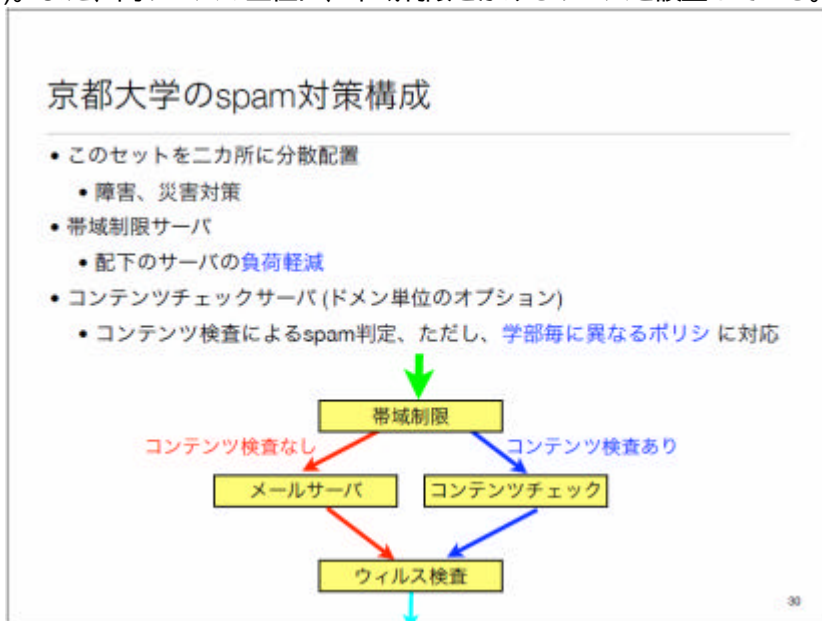 京都大学のspam対策構成
• このセットを二カ所に分散配置
• 障害、災害対策
• 帯域制限サーバ
• 配下のサーバの負荷軽減
• コンテンツチェックサーバ (ドメン単位のオプション)
• コンテンツ検査によるspam判定、ただし、学部毎に異なるポリシ に対応
帯域制限
コンテンツ検査なし
コンテンツ検査あり
メールサーバ
コンテンツチェック
ウィルス検査
30